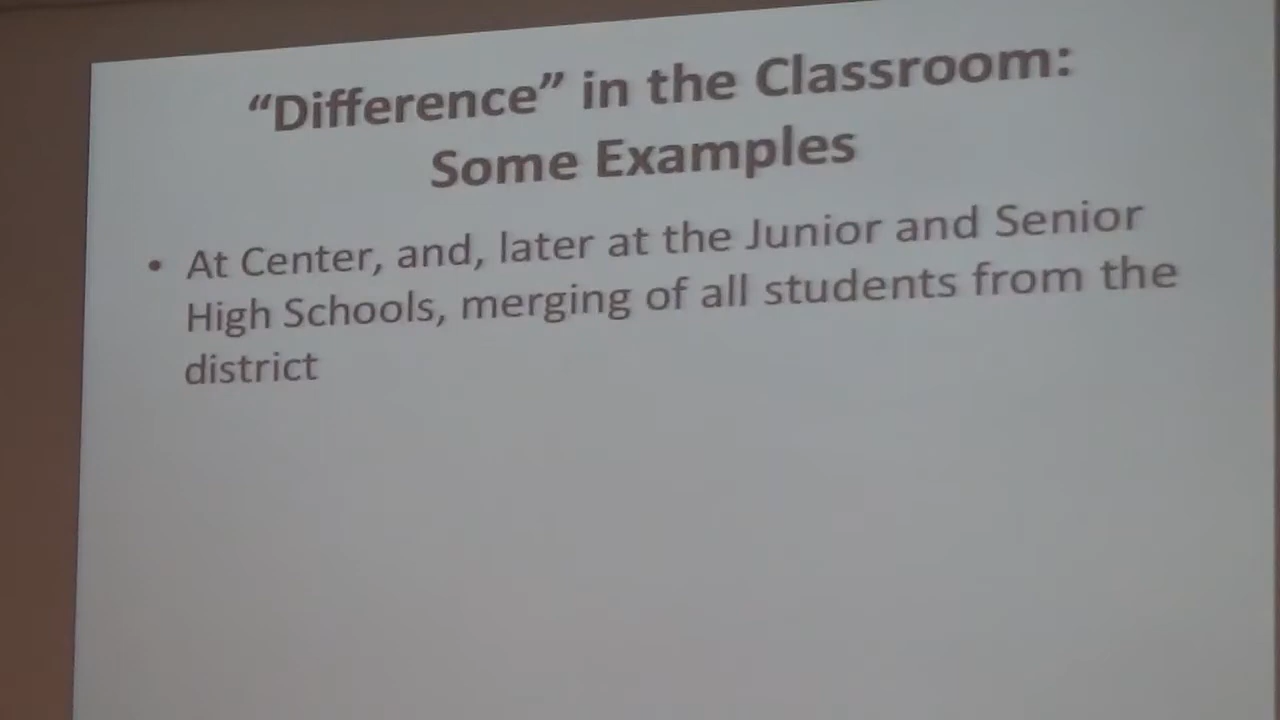 “Difference” in the Classroom:
Some Examples
• At Center, and, later at the Junior and Senior
High Schools, merging of all students from the
district